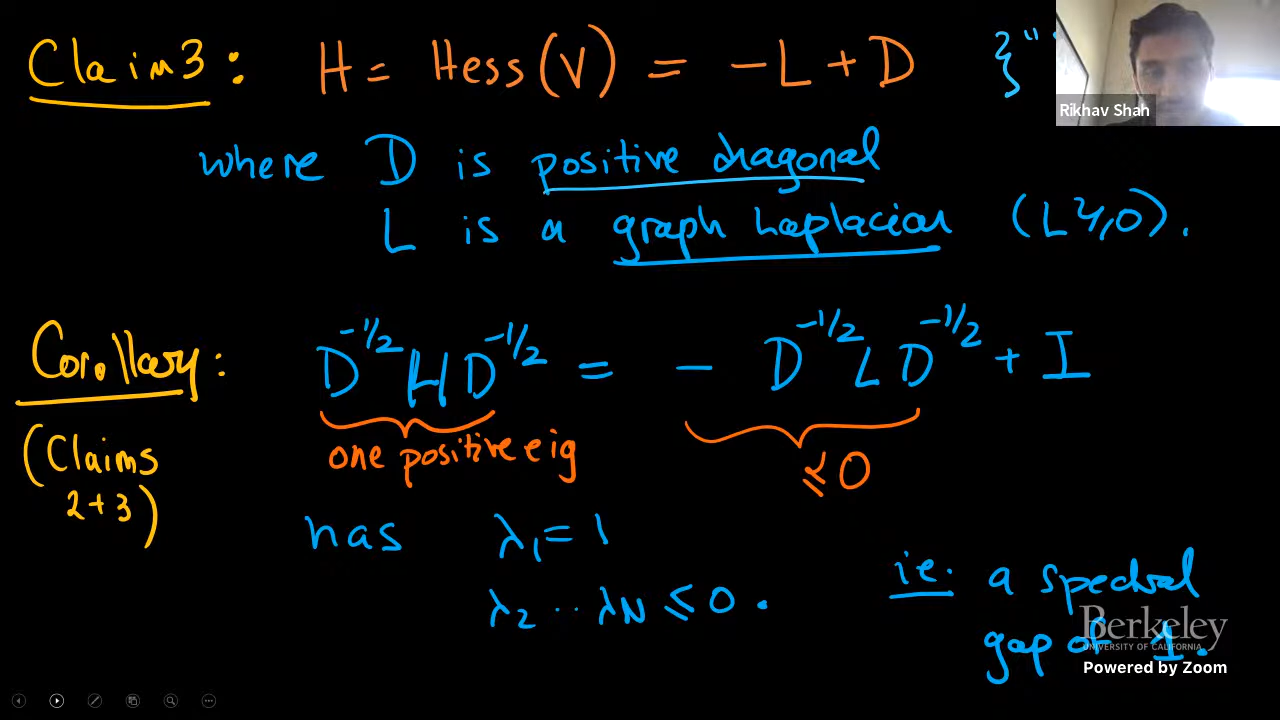 Claim 3: H = Hess(V) = -L + D }"
Rikhav Shah
where D is positive diagonal
L is a graph Laplacian (L ≽ 0).
Corollary: D^{-1/2} H D^{-1/2} = - D^{-1/2} L D^{-1/2} + I
one positive eig ≼ 0
(Claims
2+3)
has λ₁ = 1
λ₂ ·· λN ≤ 0.
i.e. a spectral
gap of 1.
Berkeley
UNIVERSITY OF CALIFORNIA
Powered by Zoom